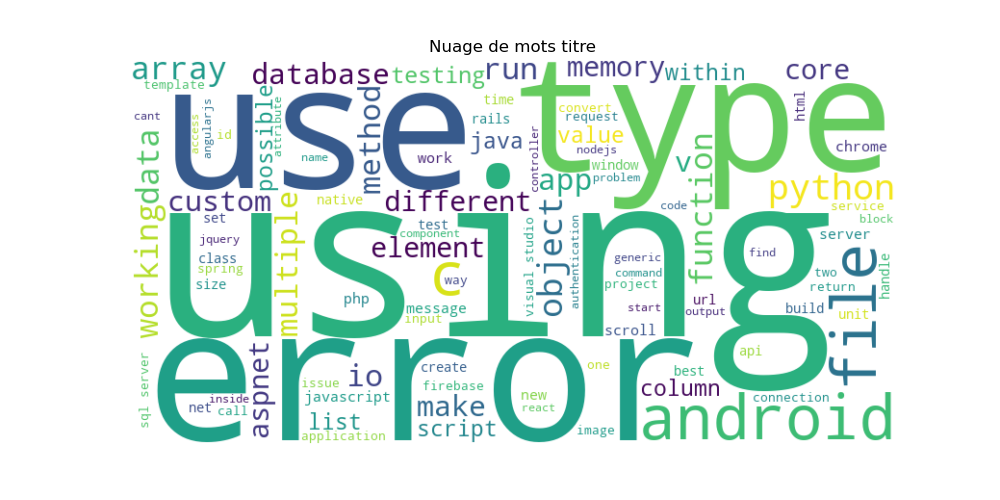 Nuage de mots titre
array
database
testing
run
memory
within
core
template
use
type
time
convert
html
cant
access
angularjs
id
possible
attribute
name
method
work
rails
java
request
value
nodejs
window
problem
controller
app
v
function
chrome
python
service
block
data
working
custom
native
different
object
code
set
jquery
class
spring
size
multiple
using
test
component
element
c
way
php
message
input
visual studio
authentication
generic
command
project
start
scroll
find
url
output
server
two
return
build
unit
file
handle
sql server
error
aspnet
net
inside
call
issue
javascript
list
application
io
create
firebase
make
script
new
react
one
image
column
best
api
connection
android